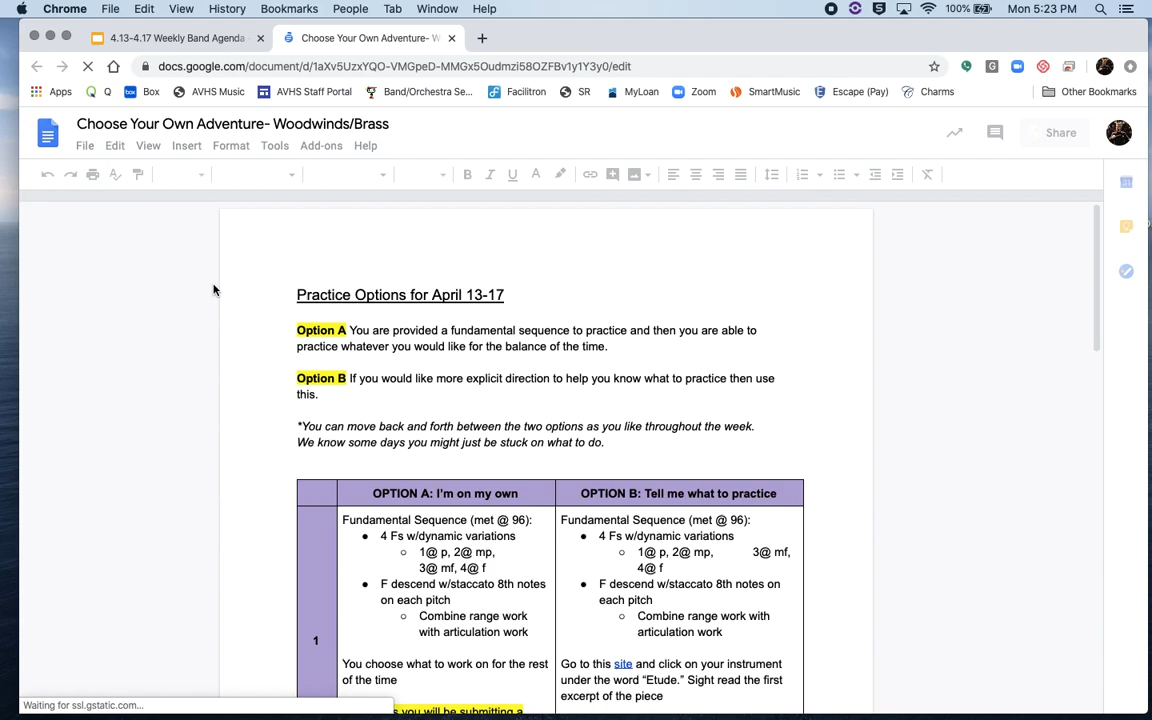 Chrome File Edit View History Bookmarks People Tab Window Help 100% Mon 5:23 PM
4.13-4.17 Weekly Band Agenda Choose Your Own Adventure- W
docs.google.com/document/d/1aXv5UzxYQO-VMGpeD-MMGx5Oudmzi58OZFBv1y1Y3y0/edit
Apps Q Box AVHS Music AVHS Staff Portal Band/Orchestra Se... Facilitron SR MyLoan Zoom SmartMusic Escape (Pay) Charms Other Bookmarks
Choose Your Own Adventure- Woodwinds/Brass
File Edit View Insert Format Tools Add-ons Help
Share
Practice Options for April 13-17
Option A You are provided a fundamental sequence to practice and then you are able to
practice whatever you would like for the balance of the time.
Option B If you would like more explicit direction to help you know what to practice then use
this.
*You can move back and forth between the two options as you like throughout the week.
We know some days you might just be stuck on what to do.
OPTION A: I'm on my own OPTION B: Tell me what to practice
1
Fundamental Sequence (met @ 96):
● 4 Fs w/dynamic variations
○ 1@ p, 2@ mp,
3@ mf, 4@ f
● F descend w/staccato 8th notes
on each pitch
○ Combine range work
with articulation work
You choose what to work on for the rest
of the time
s you will be submitting a
Fundamental Sequence (met @ 96):
● 4 Fs w/dynamic variations
○ 1@ p, 2@ mp, 3@ mf,
4@ f
● F descend w/staccato 8th notes on
each pitch
○ Combine range work with
articulation work
Go to this site and click on your instrument
under the word "Etude." Sight read the first
excerpt of the piece
Waiting for ssl.gstatic.com...